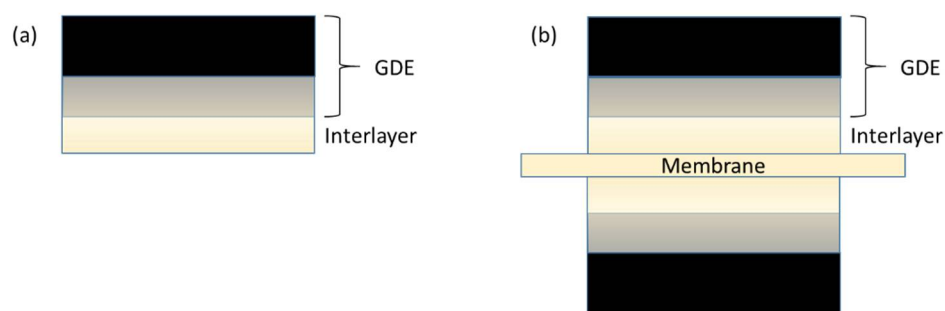 (a)
GDE
Interlayer
(b)
GDE
Interlayer
Membrane